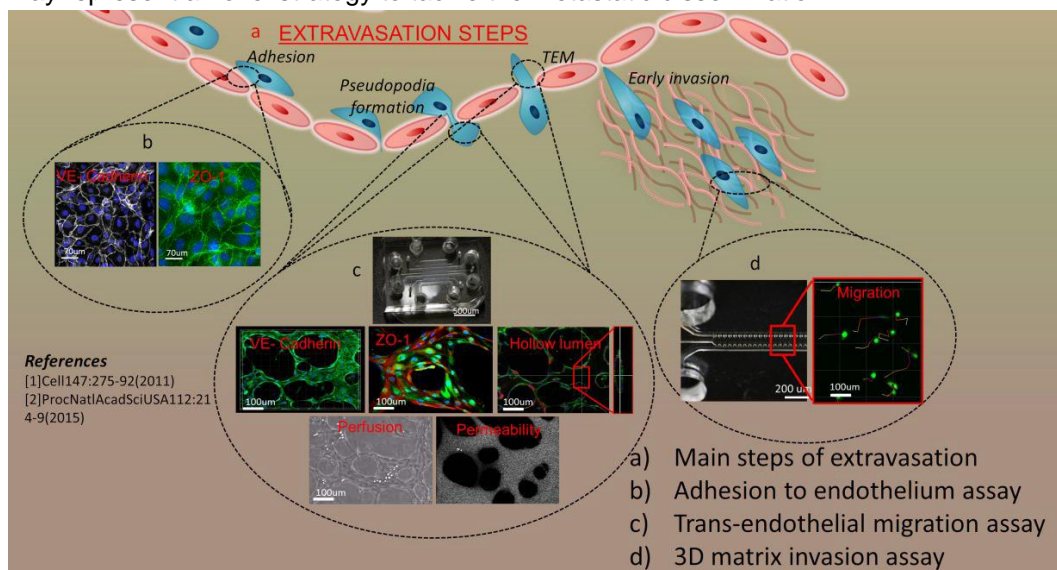 a EXTRAVASATION STEPS
Adhesion
Pseudopodia
formation
TEM
Early invasion
b
VE- Cadherin
ZO-1
70um
70um
c
500um
VE- Cadherin
ZO-1
Hollow lumen
100um
100um
100um
Perfusion
Permeability
100um
d
Migration
200 um
100um
References
[1]Cell147:275-92(2011)
[2]ProcNatlAcadSciUSA112:21
4-9(2015)
a) Main steps of extravasation
b) Adhesion to endothelium assay
c) Trans-endothelial migration assay
d) 3D matrix invasion assay